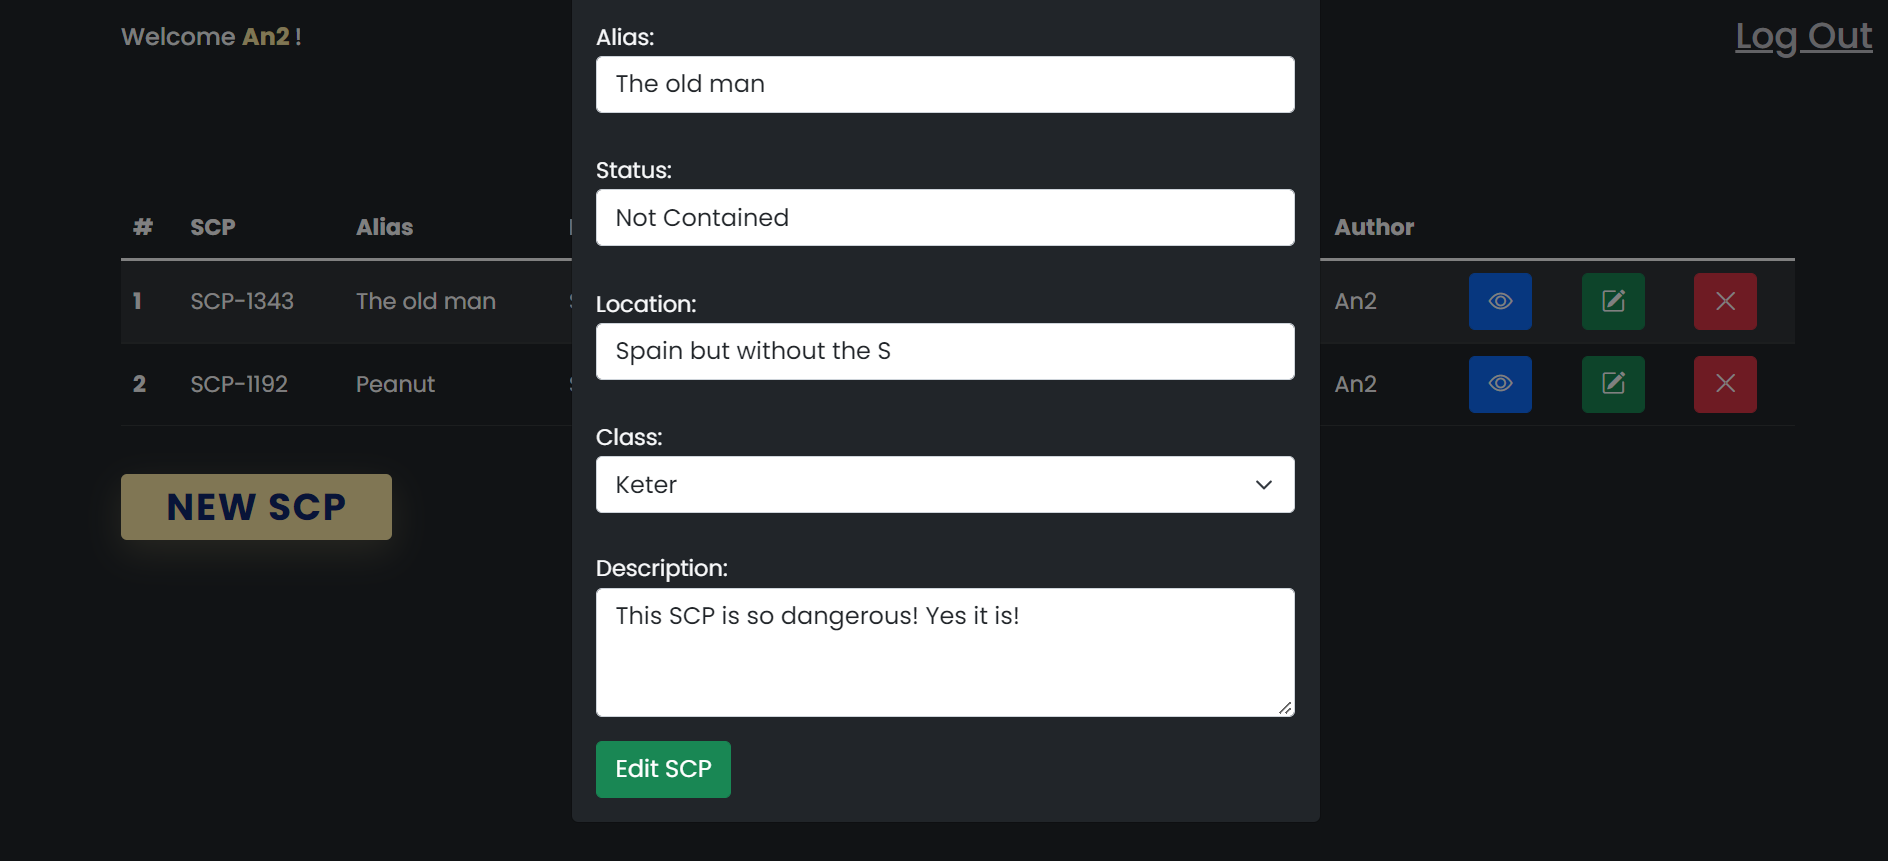 Welcome An2 !
Log Out
# SCP Alias Author
1 SCP-1343 The old man An2
2 SCP-1192 Peanut An2
NEW SCP
Alias:
The old man
Status:
Not Contained
Location:
Spain but without the S
Class:
Keter
Description:
This SCP is so dangerous! Yes it is!
Edit SCP